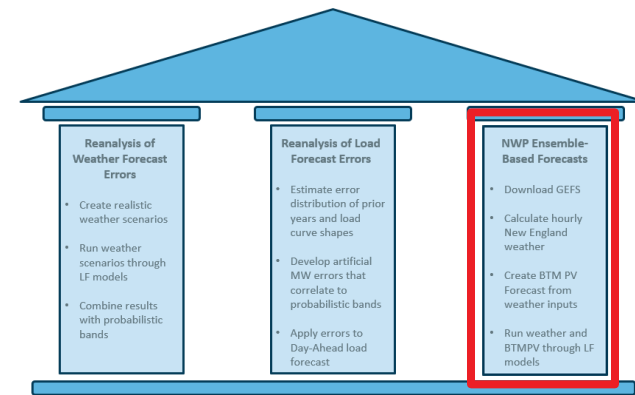 Reanalysis of
Weather Forecast
Errors
• Create realistic
weather scenarios
• Run weather
scenarios through
LF models
• Combine results
with probabilistic
bands
Reanalysis of Load
Forecast Errors
• Estimate error
distribution of prior
years and load
curve shapes
• Develop artificial
MW errors that
correlate to
probabilistic bands
• Apply errors to
Day-Ahead load
forecast
NWP Ensemble-
Based Forecasts
• Download GEFS
• Calculate hourly
New England
weather
• Create BTM PV
Forecast from
weather inputs
• Run weather and
BTMPV through LF
models